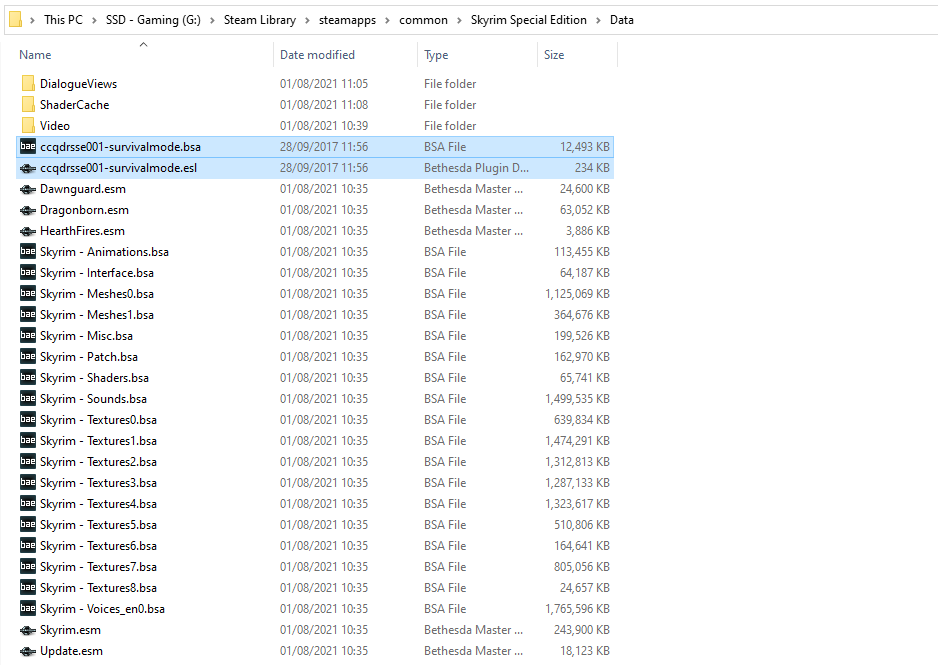 This PC > SSD - Gaming (G:) > Steam Library > steamapps > common > Skyrim Special Edition > Data
Name Date modified Type Size
DialogueViews 01/08/2021 11:05 File folder
ShaderCache 01/08/2021 11:08 File folder
Video 01/08/2021 10:39 File folder
bae ccqdrsse001-survivalmode.bsa 28/09/2017 11:56 BSA File 12,493 KB
ccqdrsse001-survivalmode.esl 28/09/2017 11:56 Bethesda Plugin D... 234 KB
Dawnguard.esm 01/08/2021 10:35 Bethesda Master ... 24,600 KB
Dragonborn.esm 01/08/2021 10:35 Bethesda Master ... 63,052 KB
HearthFires.esm 01/08/2021 10:35 Bethesda Master ... 3,886 KB
bae Skyrim - Animations.bsa 01/08/2021 10:35 BSA File 113,455 KB
bae Skyrim - Interface.bsa 01/08/2021 10:35 BSA File 64,187 KB
bae Skyrim - Meshes0.bsa 01/08/2021 10:35 BSA File 1,125,069 KB
bae Skyrim - Meshes1.bsa 01/08/2021 10:35 BSA File 364,676 KB
bae Skyrim - Misc.bsa 01/08/2021 10:35 BSA File 199,526 KB
bae Skyrim - Patch.bsa 01/08/2021 10:35 BSA File 162,970 KB
bae Skyrim - Shaders.bsa 01/08/2021 10:35 BSA File 65,741 KB
bae Skyrim - Sounds.bsa 01/08/2021 10:35 BSA File 1,499,535 KB
bae Skyrim - Textures0.bsa 01/08/2021 10:35 BSA File 639,834 KB
bae Skyrim - Textures1.bsa 01/08/2021 10:35 BSA File 1,474,291 KB
bae Skyrim - Textures2.bsa 01/08/2021 10:35 BSA File 1,312,813 KB
bae Skyrim - Textures3.bsa 01/08/2021 10:35 BSA File 1,287,133 KB
bae Skyrim - Textures4.bsa 01/08/2021 10:35 BSA File 1,323,617 KB
bae Skyrim - Textures5.bsa 01/08/2021 10:35 BSA File 510,806 KB
bae Skyrim - Textures6.bsa 01/08/2021 10:35 BSA File 164,641 KB
bae Skyrim - Textures7.bsa 01/08/2021 10:35 BSA File 805,056 KB
bae Skyrim - Textures8.bsa 01/08/2021 10:35 BSA File 24,657 KB
bae Skyrim - Voices_en0.bsa 01/08/2021 10:35 BSA File 1,765,596 KB
Skyrim.esm 01/08/2021 10:35 Bethesda Master ... 243,900 KB
Update.esm 01/08/2021 10:35 Bethesda Master ... 18,123 KB